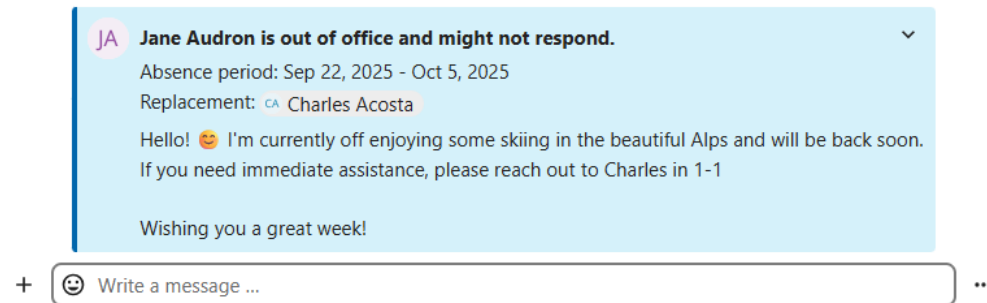 JA Jane Audron is out of office and might not respond.
Absence period: Sep 22, 2025 - Oct 5, 2025
Replacement: CA Charles Acosta
Hello! 😊 I'm currently off enjoying some skiing in the beautiful Alps and will be back soon.
If you need immediate assistance, please reach out to Charles in 1-1
Wishing you a great week!
Write a message ...